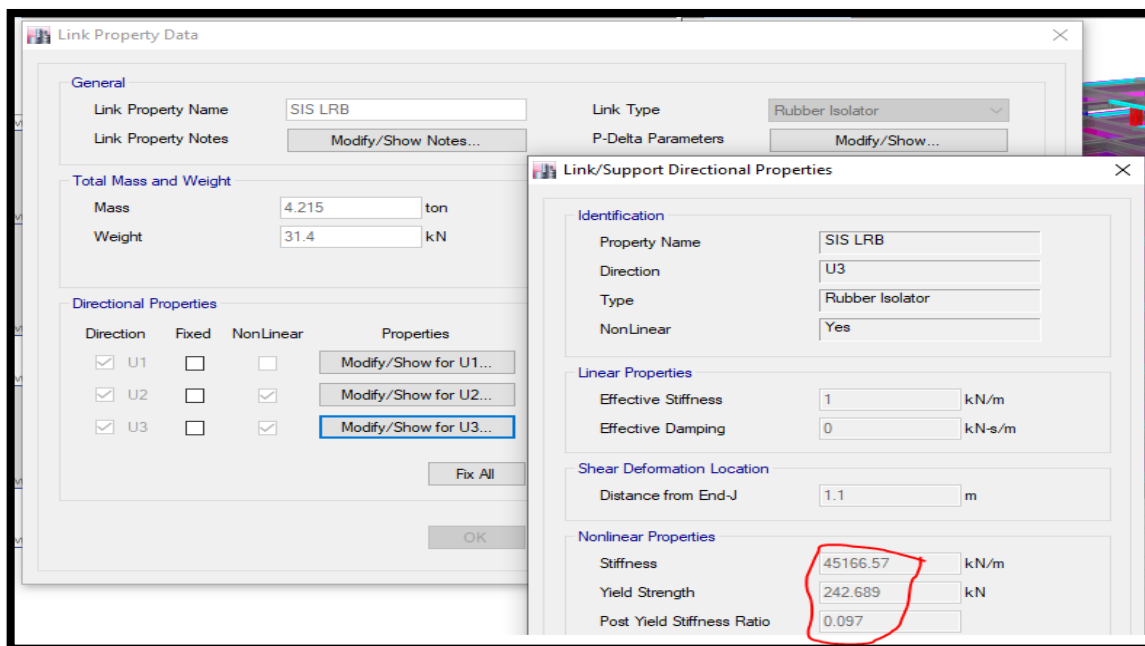 Link Property Data
General
Link Property Name SIS LRB Link Type Rubber Isolator
Link Property Notes Modify/Show Notes... P-Delta Parameters Modify/Show...
Total Mass and Weight
Mass 4.215 ton
Weight 31.4 kN
Directional Properties
Direction Fixed NonLinear Properties
U1 Modify/Show for U1...
U2 Modify/Show for U2...
U3 Modify/Show for U3...
Fix All
OK
Link/Support Directional Properties
Identification
Property Name SIS LRB
Direction U3
Type Rubber Isolator
NonLinear Yes
Linear Properties
Effective Stiffness 1 kN/m
Effective Damping 0 kN-s/m
Shear Deformation Location
Distance from End-J 1.1 m
Nonlinear Properties
Stiffness 45166.57 kN/m
Yield Strength 242.689 kN
Post Yield Stiffness Ratio 0.097